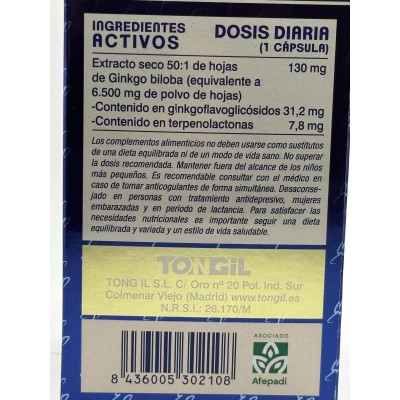 INGREDIENTES DOSIS DIARIA
ACTIVOS (1 CÁPSULA)
Extracto seco 50:1 de hojas 130 mg
de Ginkgo biloba (equivalente a
6.500 mg de polvo de hojas)
-Contenido en ginkgoflavoglicósidos 31,2 mg
-Contenido en terpenolactonas 7,8 mg
Los complementos alimenticios no deben usarse como sustitutos
de una dieta equilibrada ni de un modo de vida sano. No superar
la dosis recomendada. Mantener fuera del alcance de los niños
más pequeños. Es recomendable consultar con el médico en
caso de tomar anticoagulantes de forma simultánea. Desaconse-
jado en personas con tratamiento antidepresivo, mujeres
embarazadas y en periodo de lactancia. Para satisfacer las
necesidades nutricionales es importante seguir una dieta
equilibrada y variada y un estilo de vida saludable.
TONGIL
TONG IL S.L. C/ Oro nº 20 Pol. Ind. Sur
Colmenar Viejo (Madrid) www.tongil.es
N.R.S.I.: 26.170/M
ASOCIADO
Afepadi
8 436005 302108